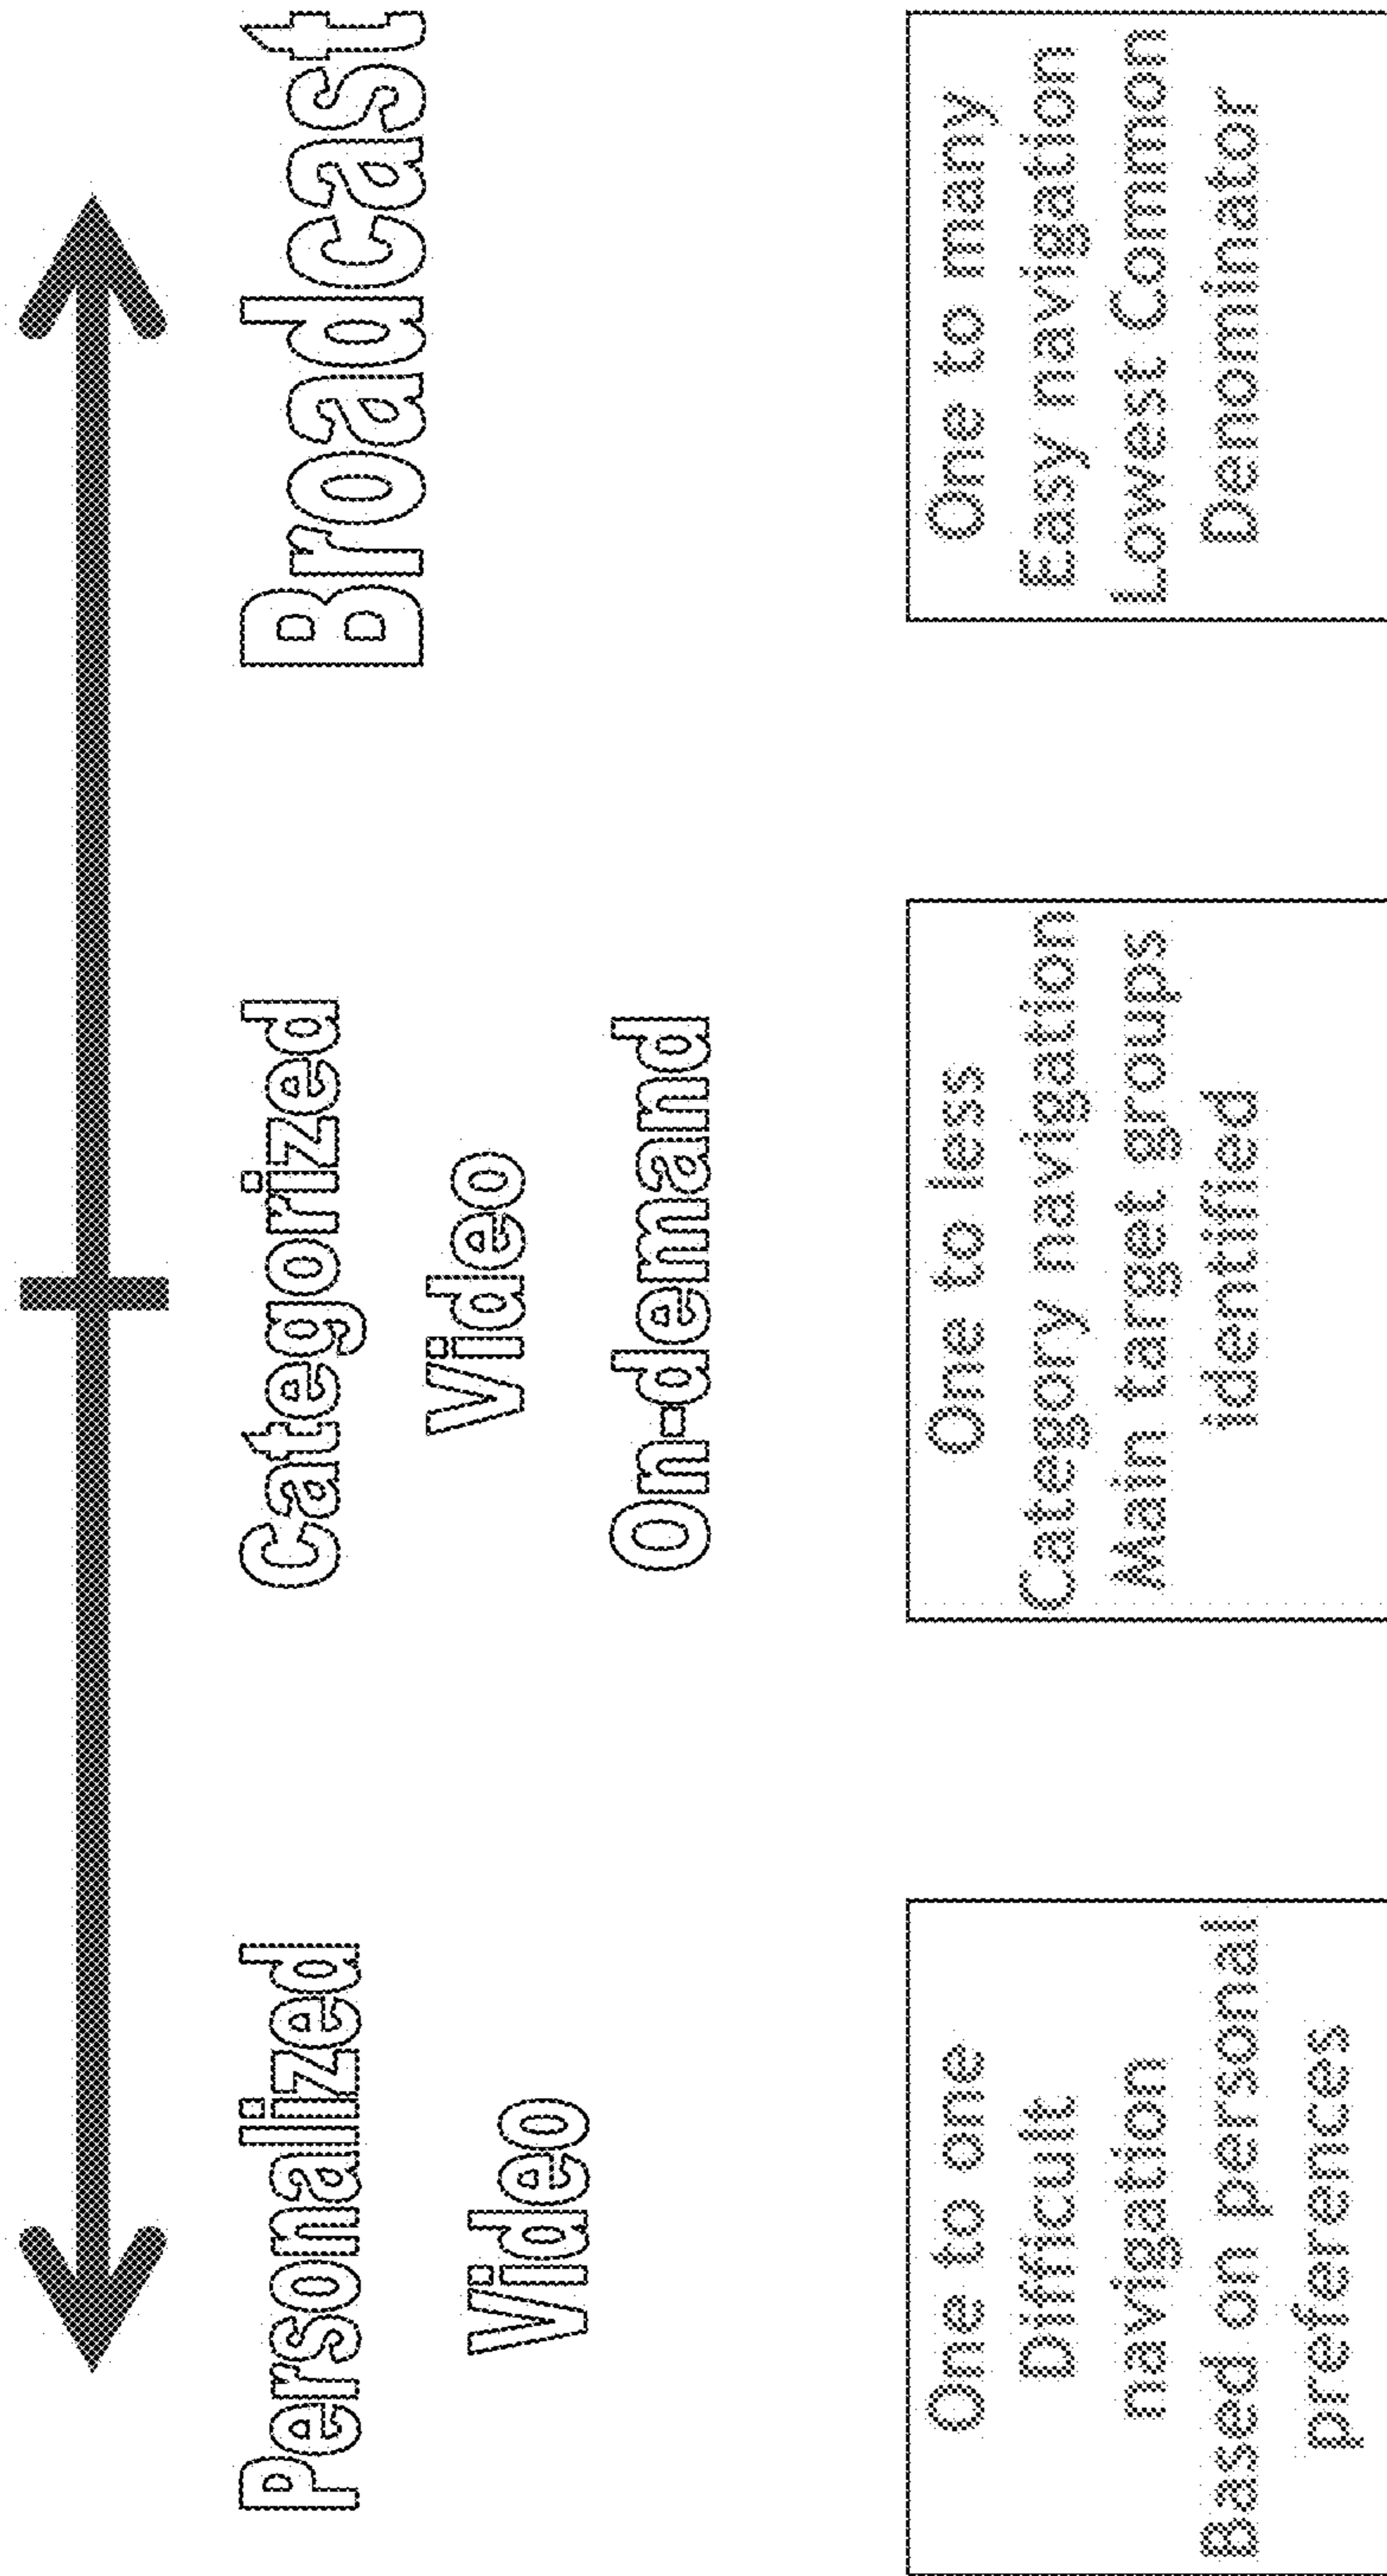 Personalized
Video
Categorized
Video
On-demand
Broadcast
One to one
Difficult
navigation
Based on personal
preferences
One to less
Category navigation
Main target groups
identified
One to many
Easy navigation
Lowest Common
Denominator